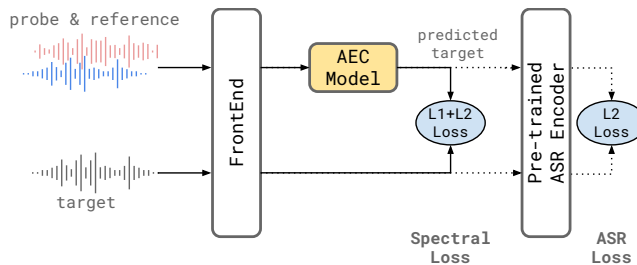 probe & reference
target
FrontEnd
AEC
Model
predicted
target
L1+L2
Loss
Pre-trained
ASR Encoder
L2
Loss
Spectral
Loss
ASR
Loss